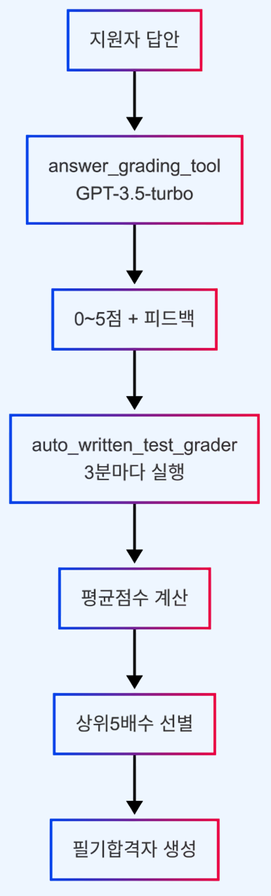 지원자 답안
answer_grading_tool
GPT-3.5-turbo
0~5점 + 피드백
auto_written_test_grader
3분마다 실행
평균점수 계산
상위5배수 선별
필기합격자 생성